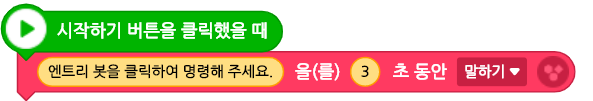 시작하기 버튼을 클릭했을 때
엔트리 봇을 클릭하여 명령해 주세요. 을(를) 3 초 동안 말하기